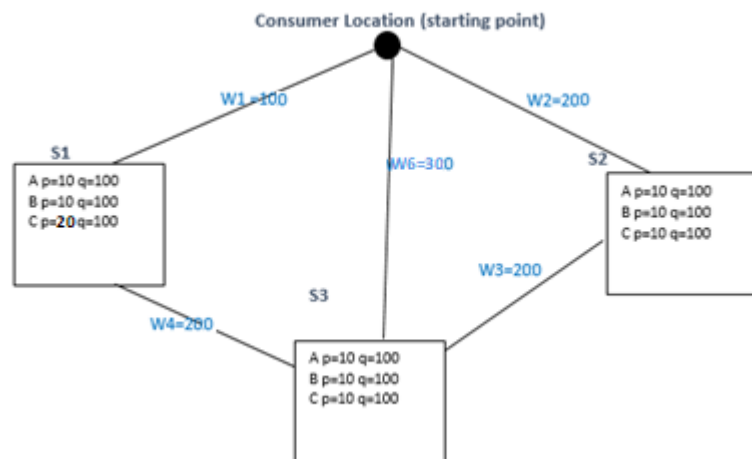 Consumer Location (starting point)
W1=100
W2=200
S1
S2
W6=300
A p=10 q=100
B p=10 q=100
C p=20 q=100
A p=10 q=100
B p=10 q=100
C p=10 q=100
W3=200
S3
W4=200
A p=10 q=100
B p=10 q=100
C p=10 q=100